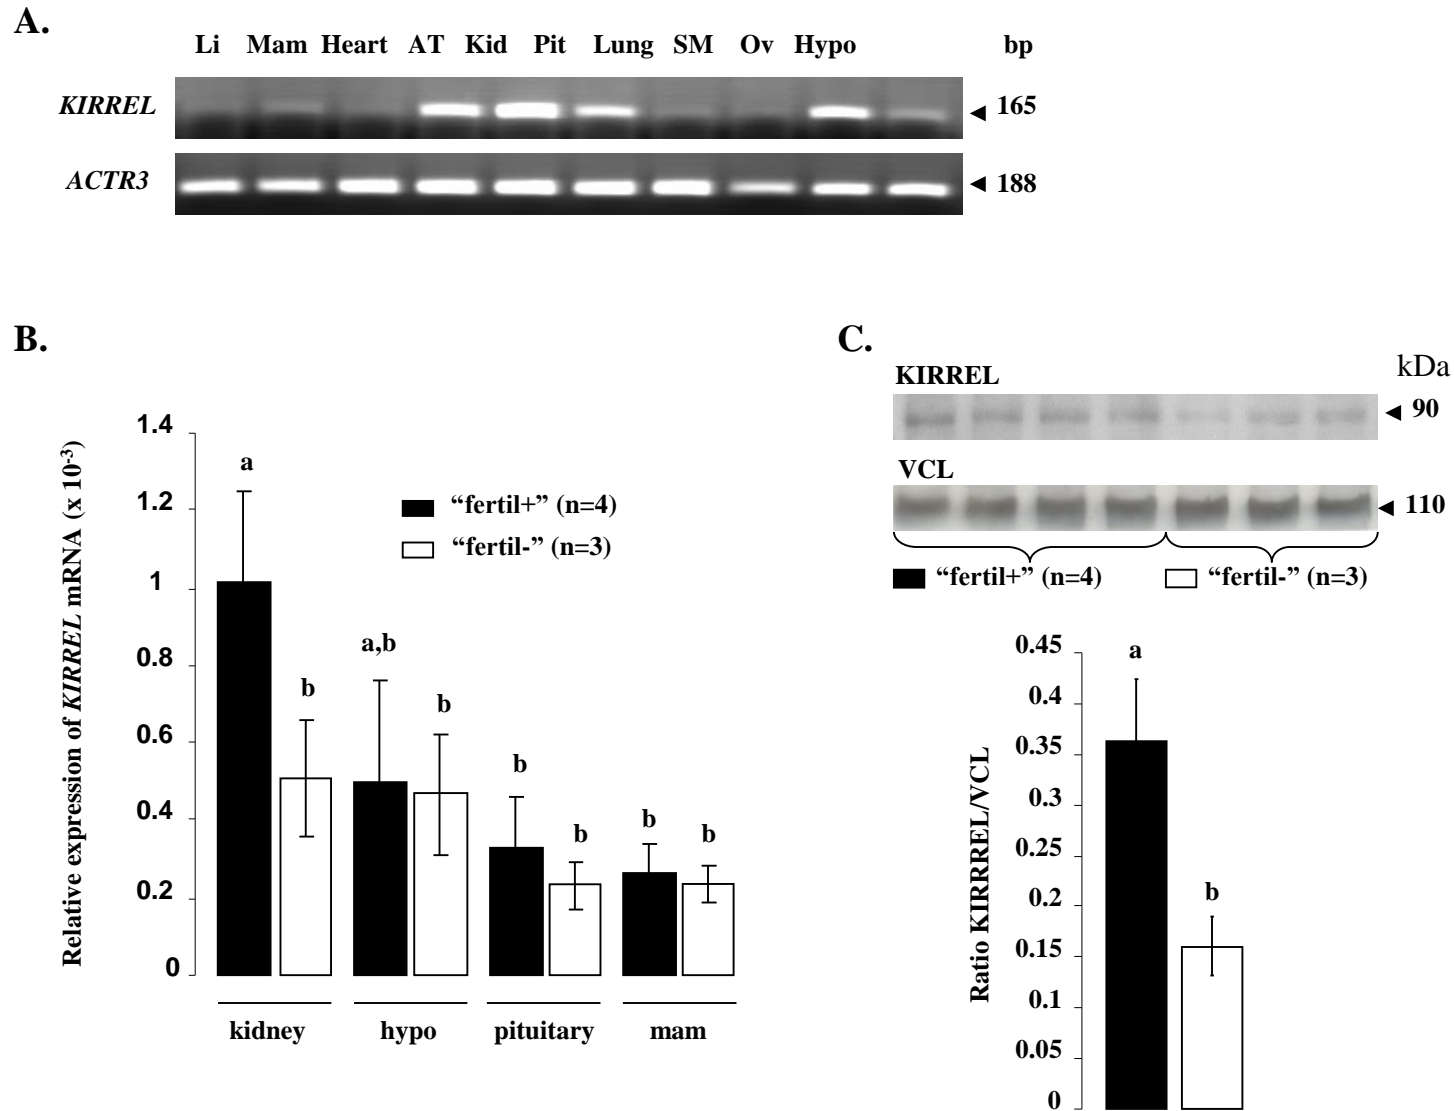 A.
Li Mam Heart AT Kid Pit Lung SM Ov Hypo bp
KIRREL 165
ACTR3 188
B.
Relative expression of KIRREL mRNA (x 10-3)
1.4
1.2
1
0.8
0.6
0.4
0.2
0
a
b
a,b
b
b
b
b
b
“fertil+” (n=4)
“fertil-” (n=3)
kidney hypo pituitary mam
C.
kDa
KIRREL
90
VCL
110
“fertil+” (n=4) “fertil-” (n=3)
Ratio KIRRREL/VCL
0.45
0.4
0.35
0.3
0.25
0.2
0.15
0.1
0.05
0
a
b